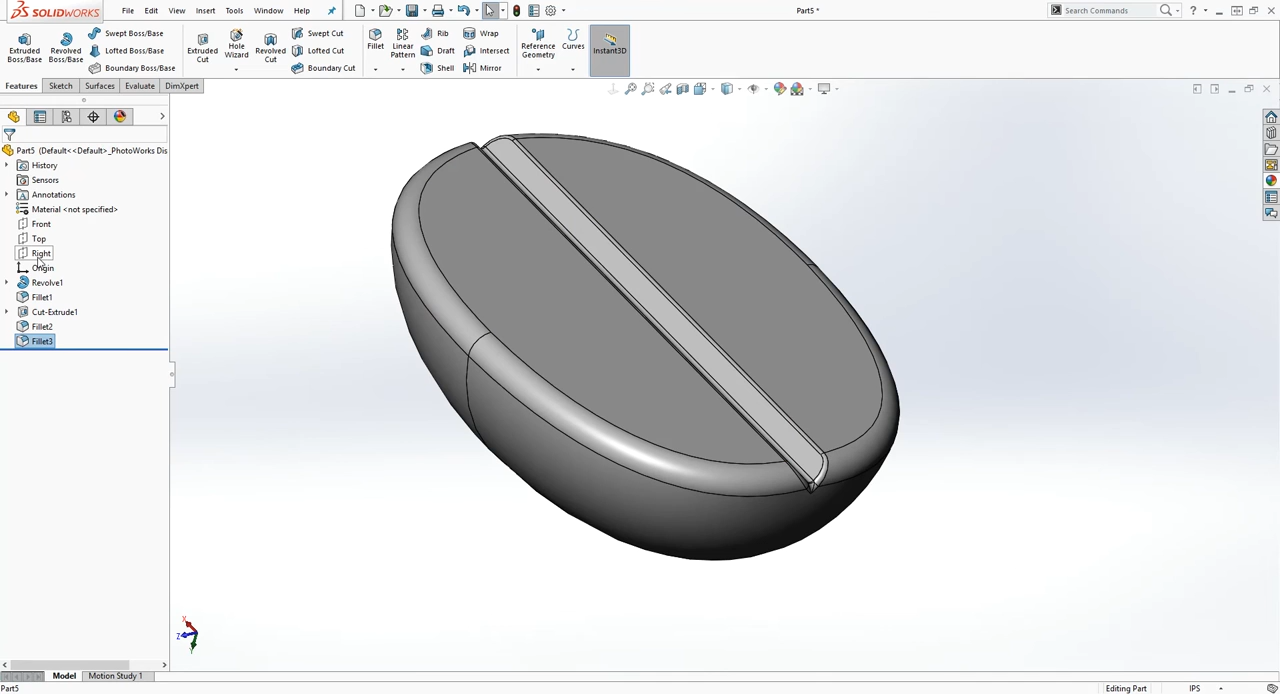 SOLIDWORKS File Edit View Insert Tools Window Help Part5 * Search Commands ?
Extruded Boss/Base
Revolved Boss/Base
Swept Boss/Base
Lofted Boss/Base
Boundary Boss/Base
Extruded Cut
Hole Wizard
Revolved Cut
Swept Cut
Lofted Cut
Boundary Cut
Fillet
Linear Pattern
Rib
Draft
Shell
Wrap
Intersect
Mirror
Reference Geometry
Curves
Instant3D
Features Sketch Surfaces Evaluate DimXpert
Part5 (Default<<Default>_PhotoWorks Dis
History
Sensors
Annotations
Material <not specified>
Front
Top
Right
Origin
Revolve1
Fillet1
Cut-Extrude1
Fillet2
Fillet3
X
Z
Y
Model Motion Study 1
Part5 Editing Part IPS